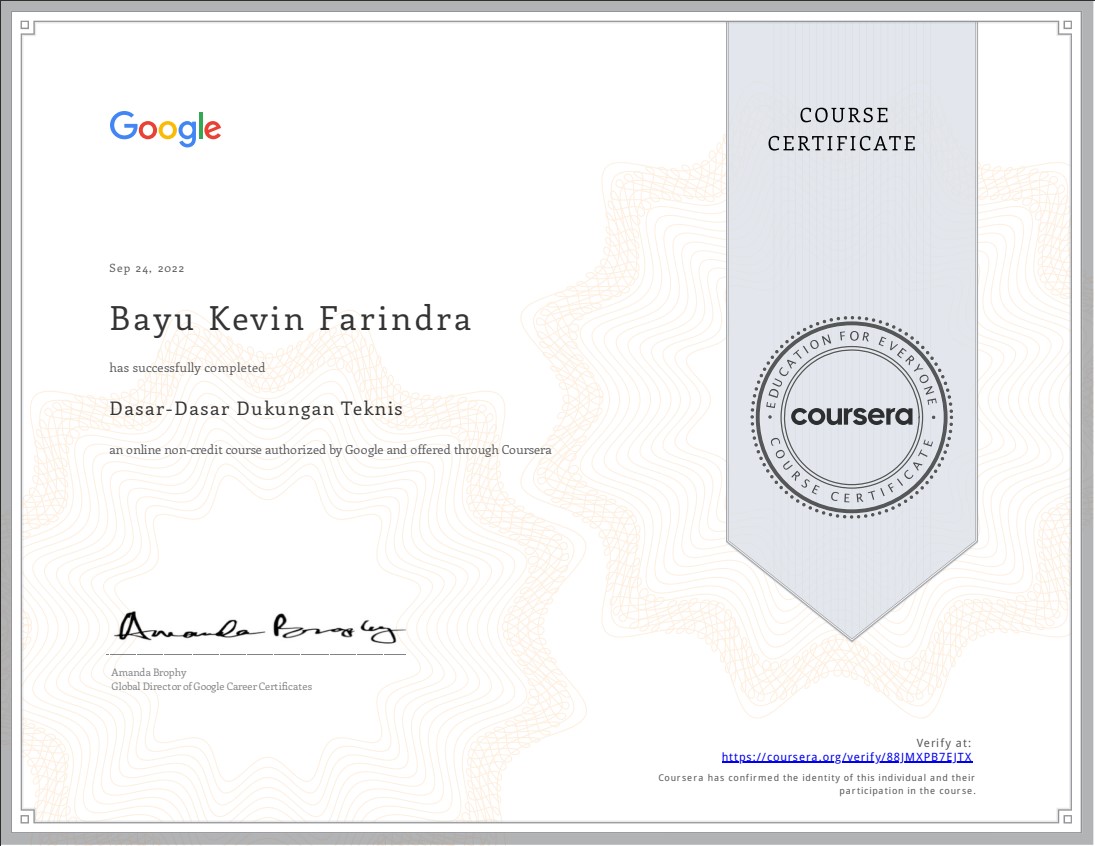 Google
COURSE
CERTIFICATE
Sep 24, 2022
Bayu Kevin Farindra
has successfully completed
Dasar-Dasar Dukungan Teknis
an online non-credit course authorized by Google and offered through Coursera
EDUCATION FOR EVERYONE
coursera
COURSE CERTIFICATE
Amanda Brophy
Amanda Brophy
Global Director of Google Career Certificates
Verify at:
https://coursera.org/verify/88JMXPB7EJTX
Coursera has confirmed the identity of this individual and their
participation in the course.